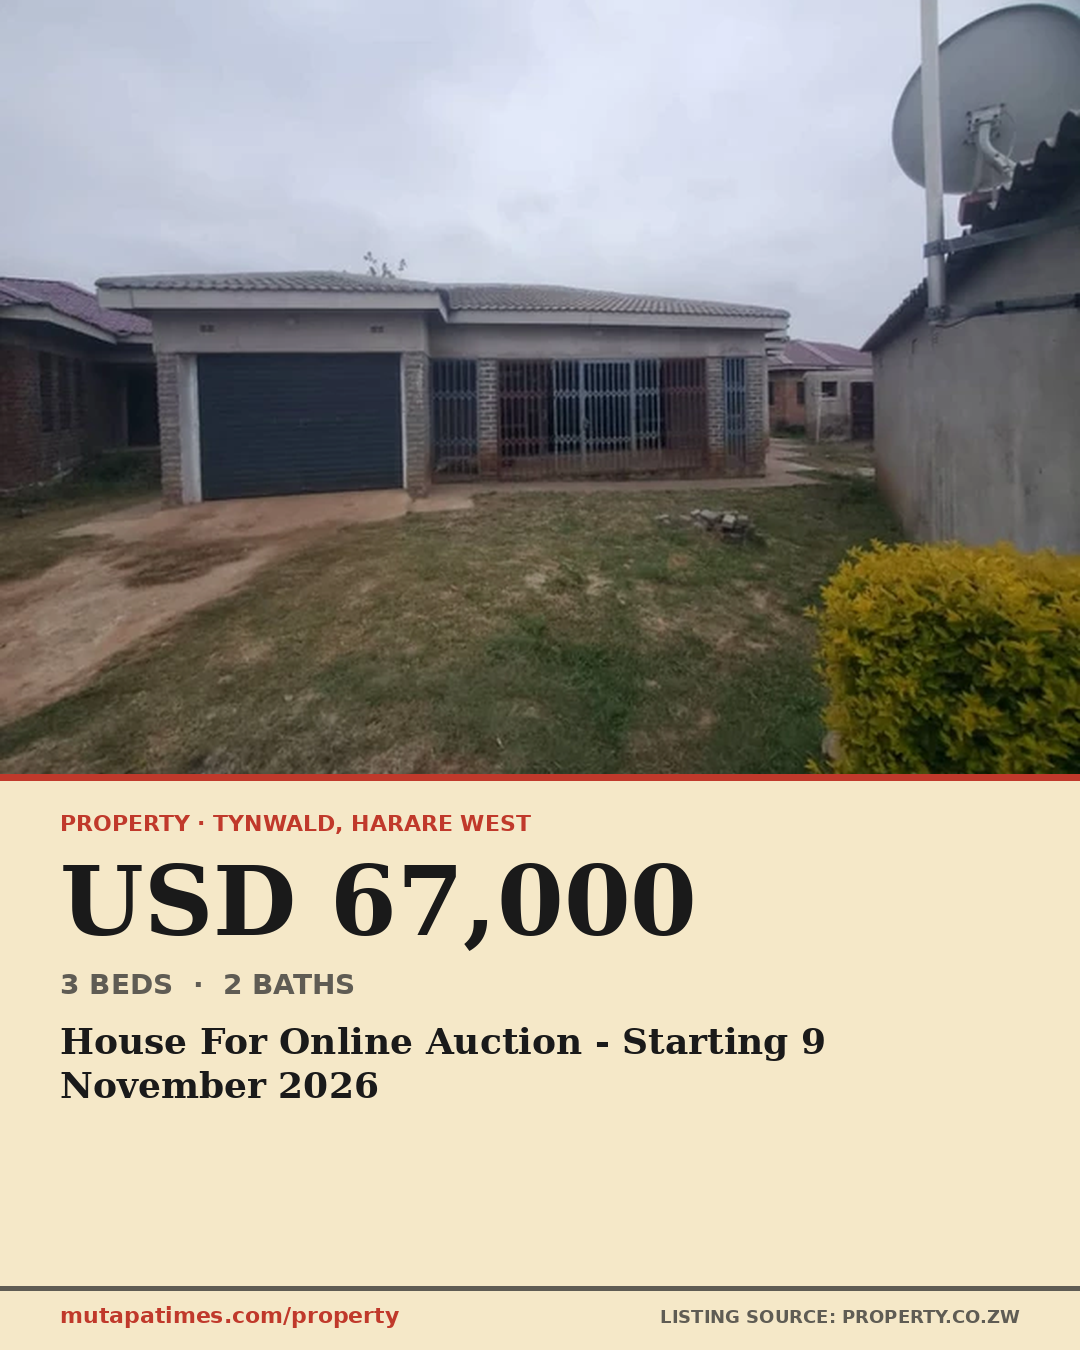 PROPERTY · TYNWALD, HARARE WEST
USD 67,000
3 BEDS · 2 BATHS
House For Online Auction - Starting 9
November 2026
mutapatimes.com/property
LISTING SOURCE: PROPERTY.CO.ZW